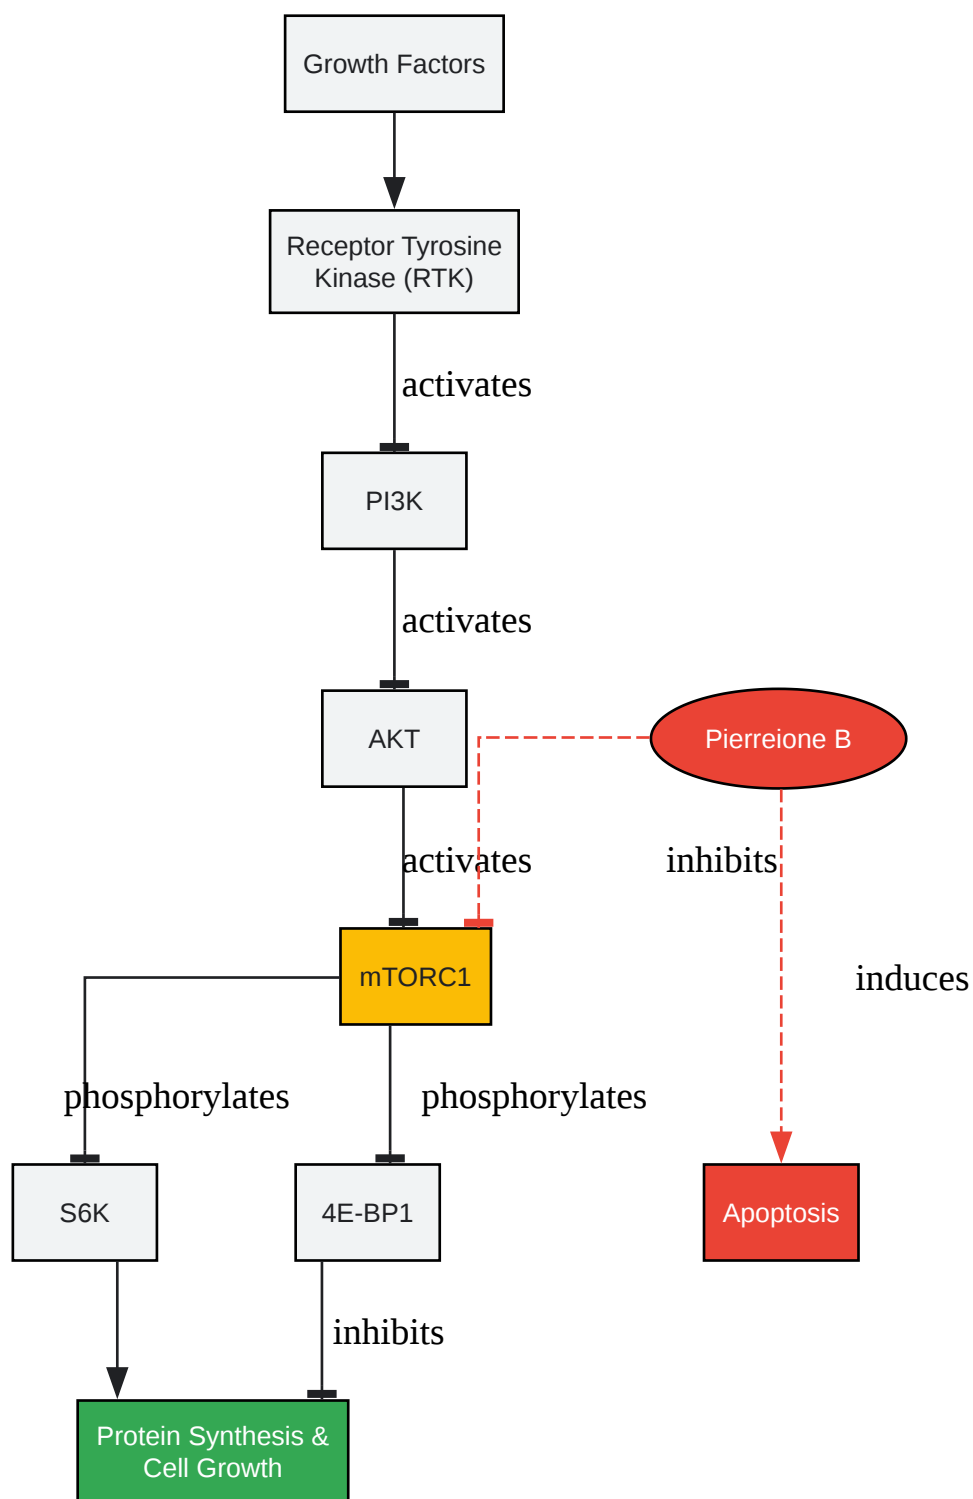 Growth Factors
Receptor Tyrosine
Kinase (RTK)
activates
PI3K
activates
AKT
Pierreione B
activates
inhibits
mTORC1
induces
phosphorylates
phosphorylates
S6K
4E-BP1
Apoptosis
inhibits
Protein Synthesis &
Cell Growth